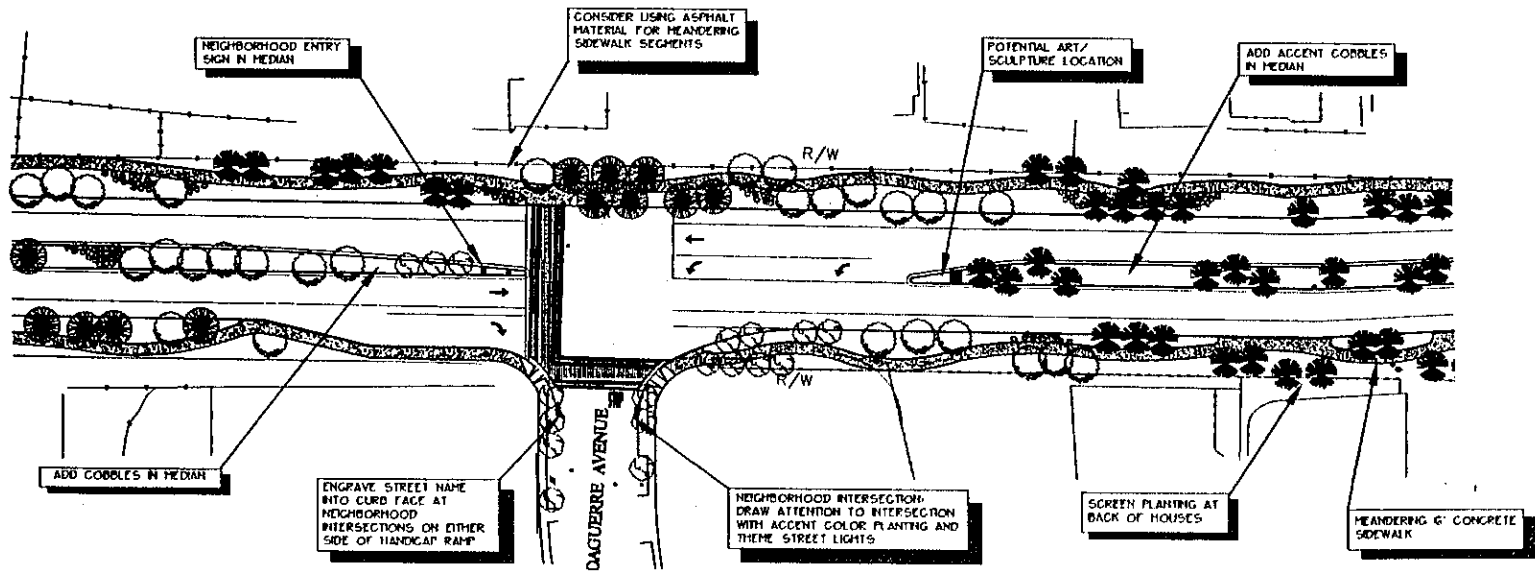 CONSIDER USING ASPHALT
MATERIAL FOR MEANDERING
SIDEWALK SEGMENTS
NEIGHBORHOOD ENTRY
SIGN IN MEDIAN
POTENTIAL ART/
SCULPTURE LOCATION
ADD ACCENT COBBLES
IN MEDIAN
R/W
R/W
STOP
DAGUERRE AVENUE
ADD COBBLES IN MEDIAN
ENGRAVE STREET NAME
INTO CURB FACE AT
NEIGHBORHOOD
INTERSECTIONS ON EITHER
SIDE OF HANDICAP RAMP
NEIGHBORHOOD INTERSECTION:
DRAW ATTENTION TO INTERSECTION
WITH ACCENT COLOR PLANTING AND
THEME STREET LIGHTS
SCREEN PLANTING AT
BACK OF HOUSES
MEANDERING 6' CONCRETE
SIDEWALK